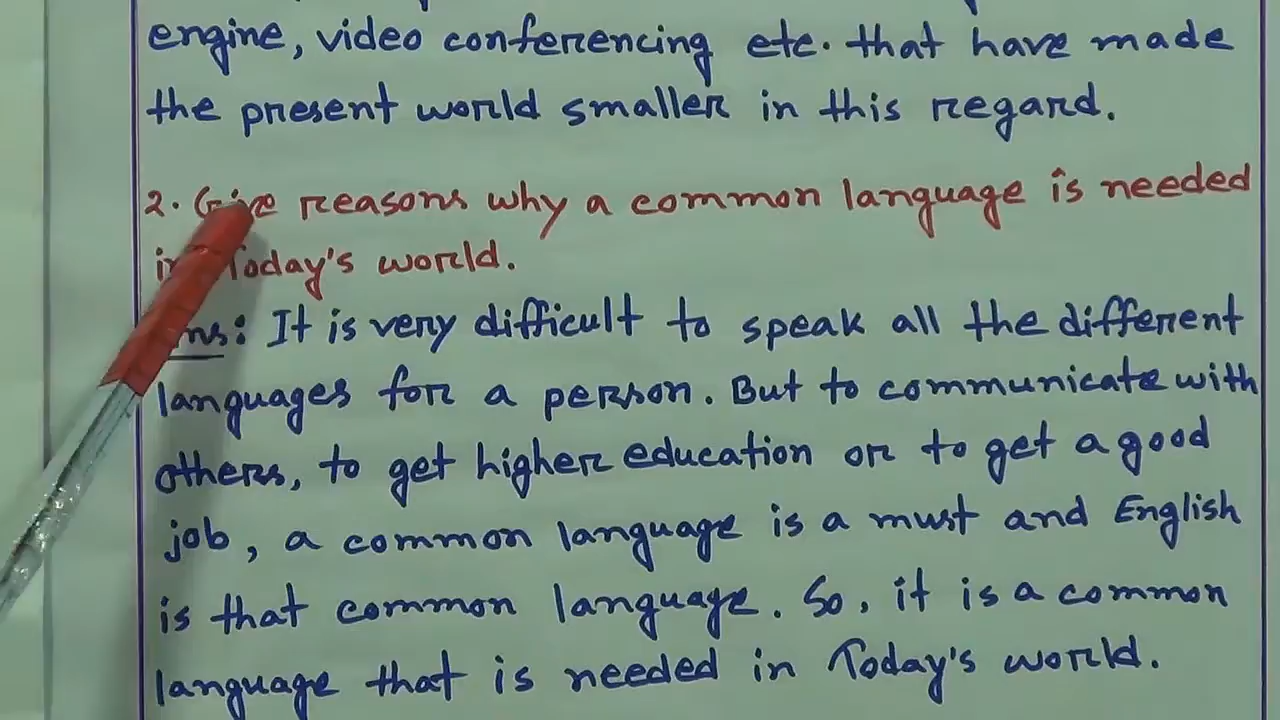 engine, video conferencing etc. that have made
the present world smaller in this regard.
2. Give reasons why a common language is needed
in Today's world.
Ans: It is very difficult to speak all the different
languages for a person. But to communicate with
others, to get higher education or to get a good
job, a common language is a must and English
is that common language. So, it is a common
language that is needed in Today's world.